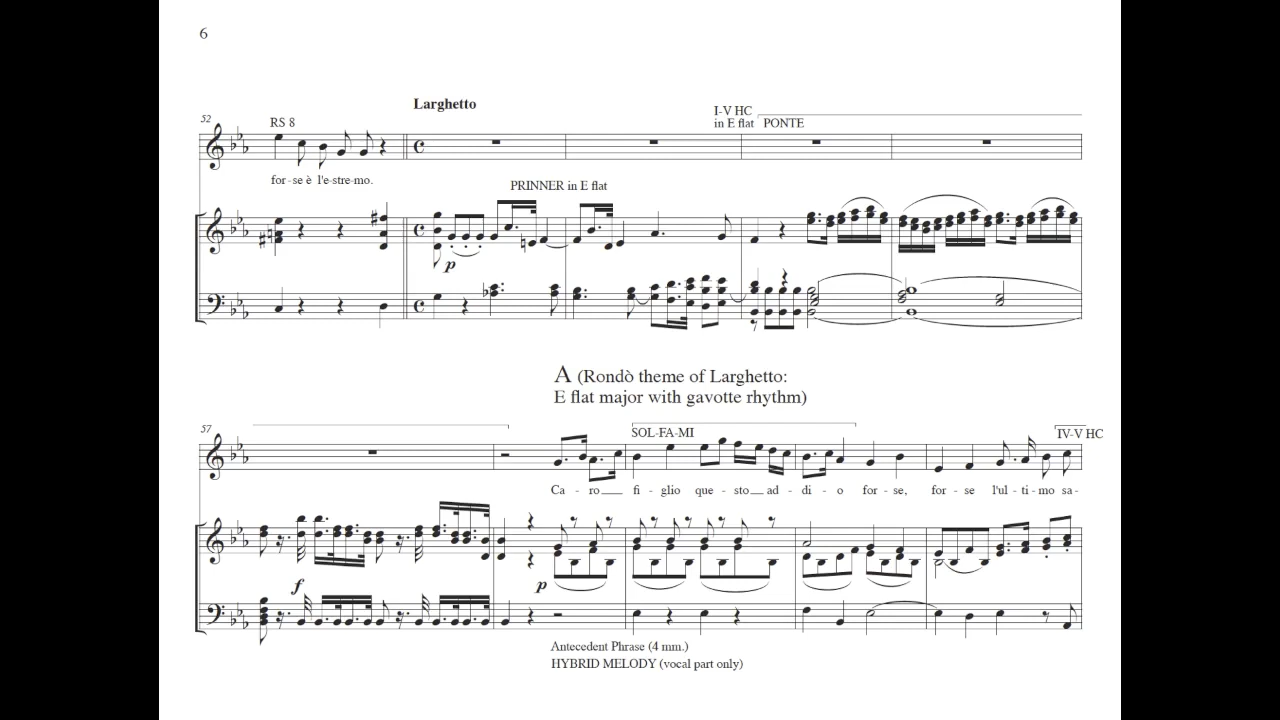 6
Larghetto
I-V HC
in E flat PONTE
52
RS 8
for - se è l'e-stre-mo.
PRINNER in E flat
p
A (Rondò theme of Larghetto:
E flat major with gavotte rhythm)
57
SOL-FA-MI
IV-V HC
Ca - ro fi - glio que - sto ad - di - o for - se, for - se l'ul - ti - mo sa -
f
p
Antecedent Phrase (4 mm.)
HYBRID MELODY (vocal part only)